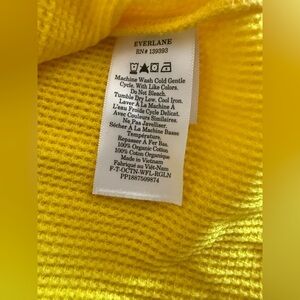 EVERLANE
RN# 139393
Machine Wash Cold Gentle
Cycle, With Like Colors.
Do Not Bleach.
Tumble Dry Low. Cool Iron.
Laver À La Machine À
L'eau Froide Cycle Delicat.
Avec Couleurs Similaires.
Ne Pas Javelliser.
Sécher À La Machine Basse
Température.
Repasser À Fer Bas.
100% Organic Cotton
100% Coton Organique
Made in Vietnam
Fabriqué au Viêt-Nam
F-T-OCTN-WFL-RGLN
PP1887509874